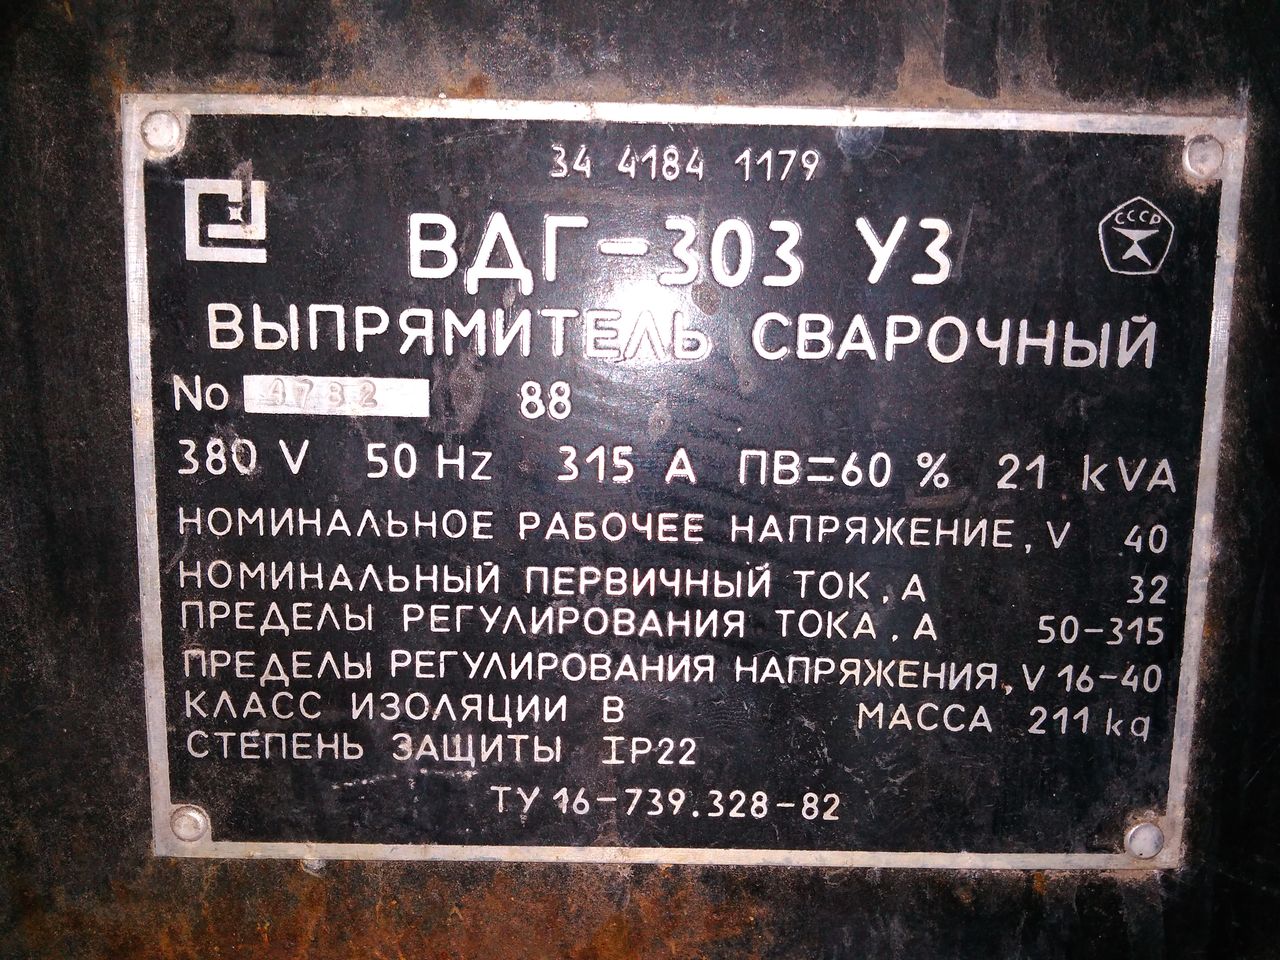 34 4184 1179
ВДГ-303 У3
СССР
ВЫПРЯМИТЕЛЬ СВАРОЧНЫЙ
No 4782 88
380 V 50 Hz 315 А ПВ=60 % 21 kVA
НОМИНАЛЬНОЕ РАБОЧЕЕ НАПРЯЖЕНИЕ, V 40
НОМИНАЛЬНЫЙ ПЕРВИЧНЫЙ ТОК, А 32
ПРЕДЕЛЫ РЕГУЛИРОВАНИЯ ТОКА, А 50-315
ПРЕДЕЛЫ РЕГУЛИРОВАНИЯ НАПРЯЖЕНИЯ, V 16-40
КЛАСС ИЗОЛЯЦИИ В МАССА 211 kg
СТЕПЕНЬ ЗАЩИТЫ IP22
ТУ 16-739.328-82